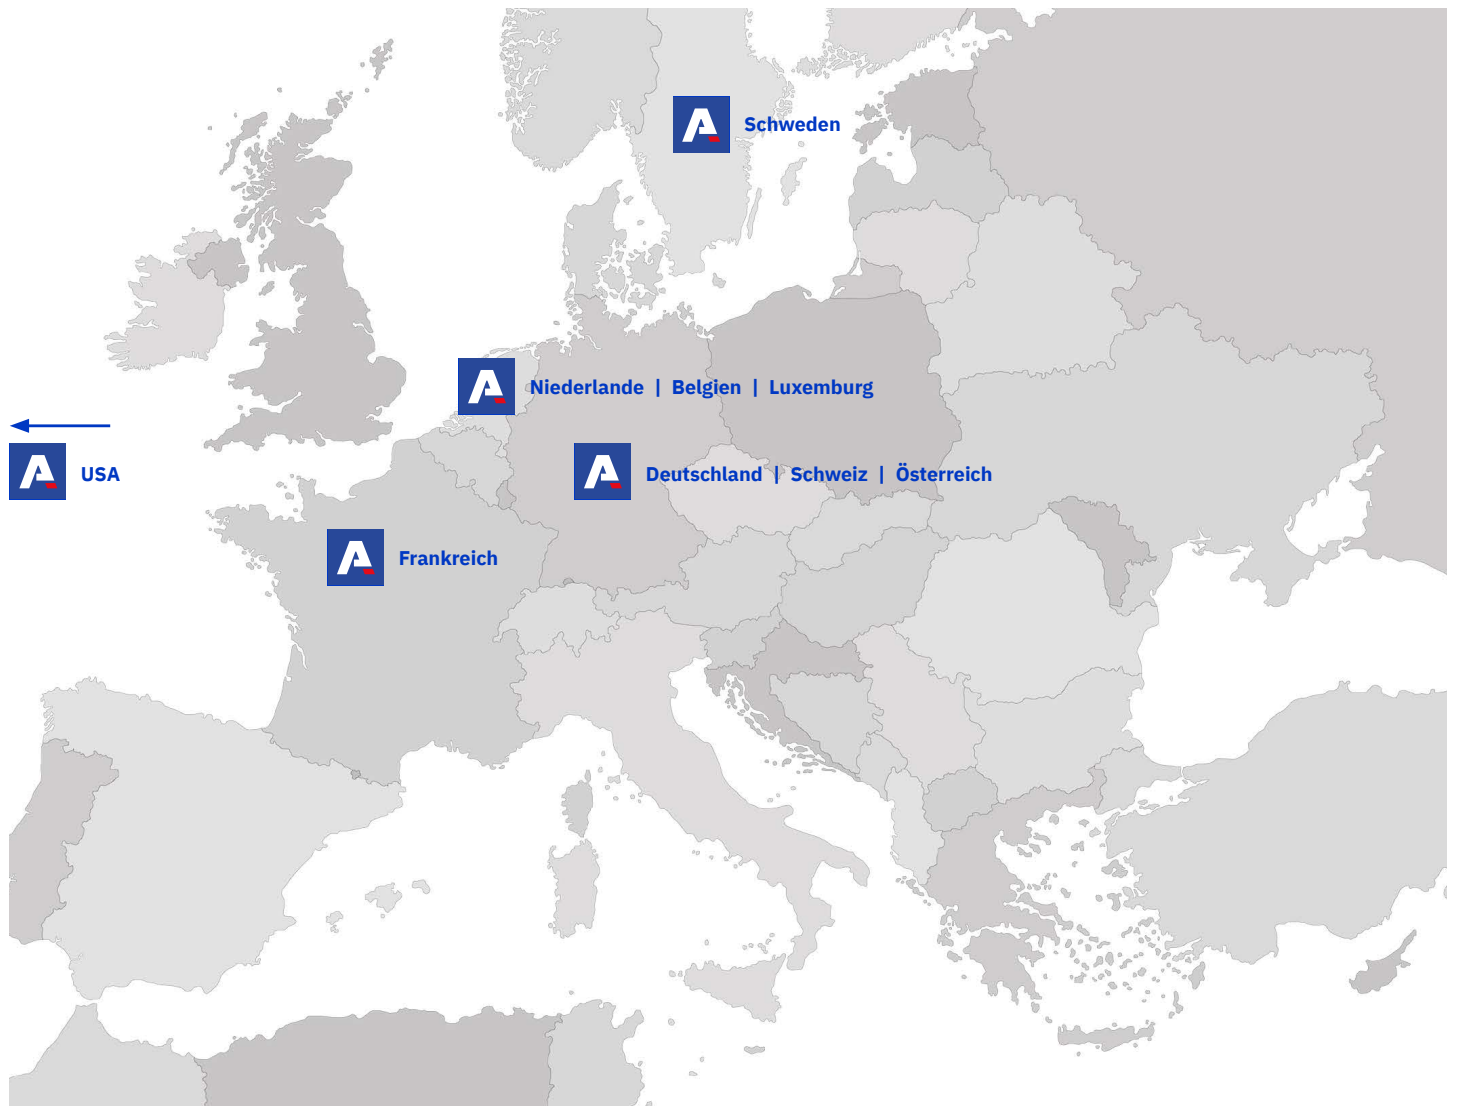 A Schweden
A Niederlande | Belgien | Luxemburg
A USA
A Deutschland | Schweiz | Österreich
A Frankreich